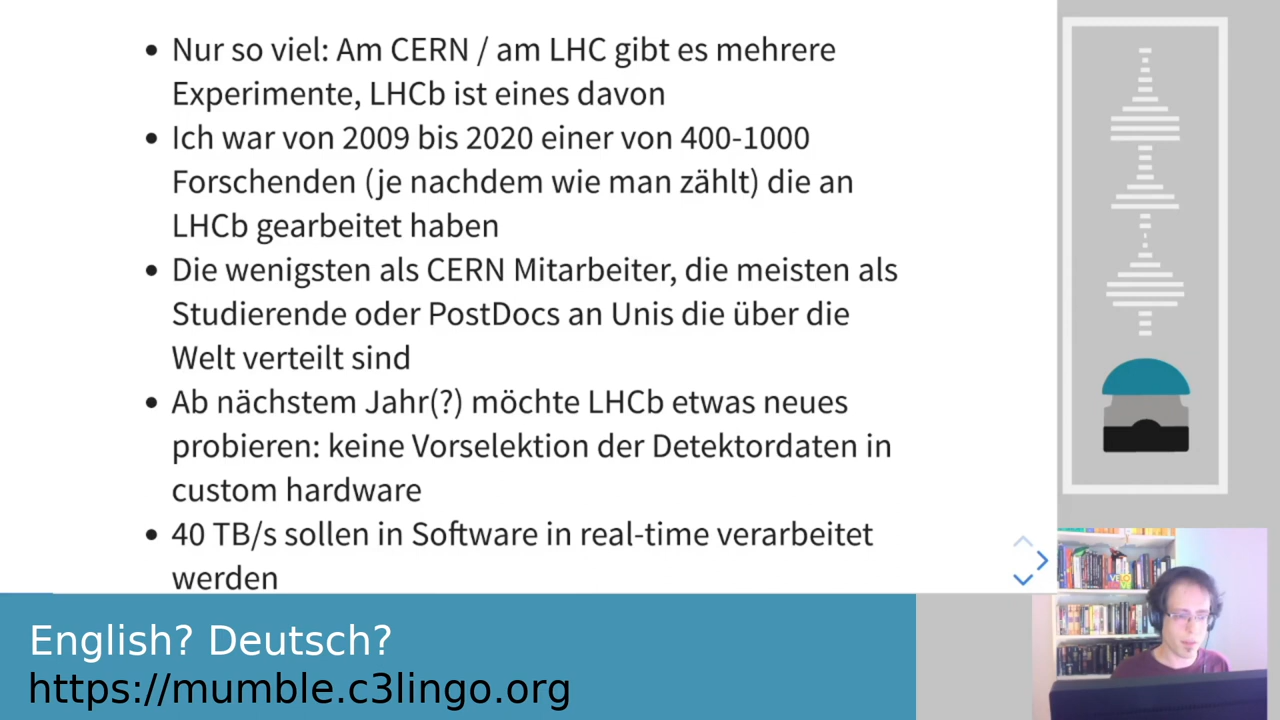 • Nur so viel: Am CERN / am LHC gibt es mehrere
Experimente, LHCb ist eines davon
• Ich war von 2009 bis 2020 einer von 400-1000
Forschenden (je nachdem wie man zählt) die an
LHCb gearbeitet haben
• Die wenigsten als CERN Mitarbeiter, die meisten als
Studierende oder PostDocs an Unis die über die
Welt verteilt sind
• Ab nächstem Jahr(?) möchte LHCb etwas neues
probieren: keine Vorselektion der Detektordaten in
custom hardware
• 40 TB/s sollen in Software in real-time verarbeitet
werden
English? Deutsch?
https://mumble.c3lingo.org